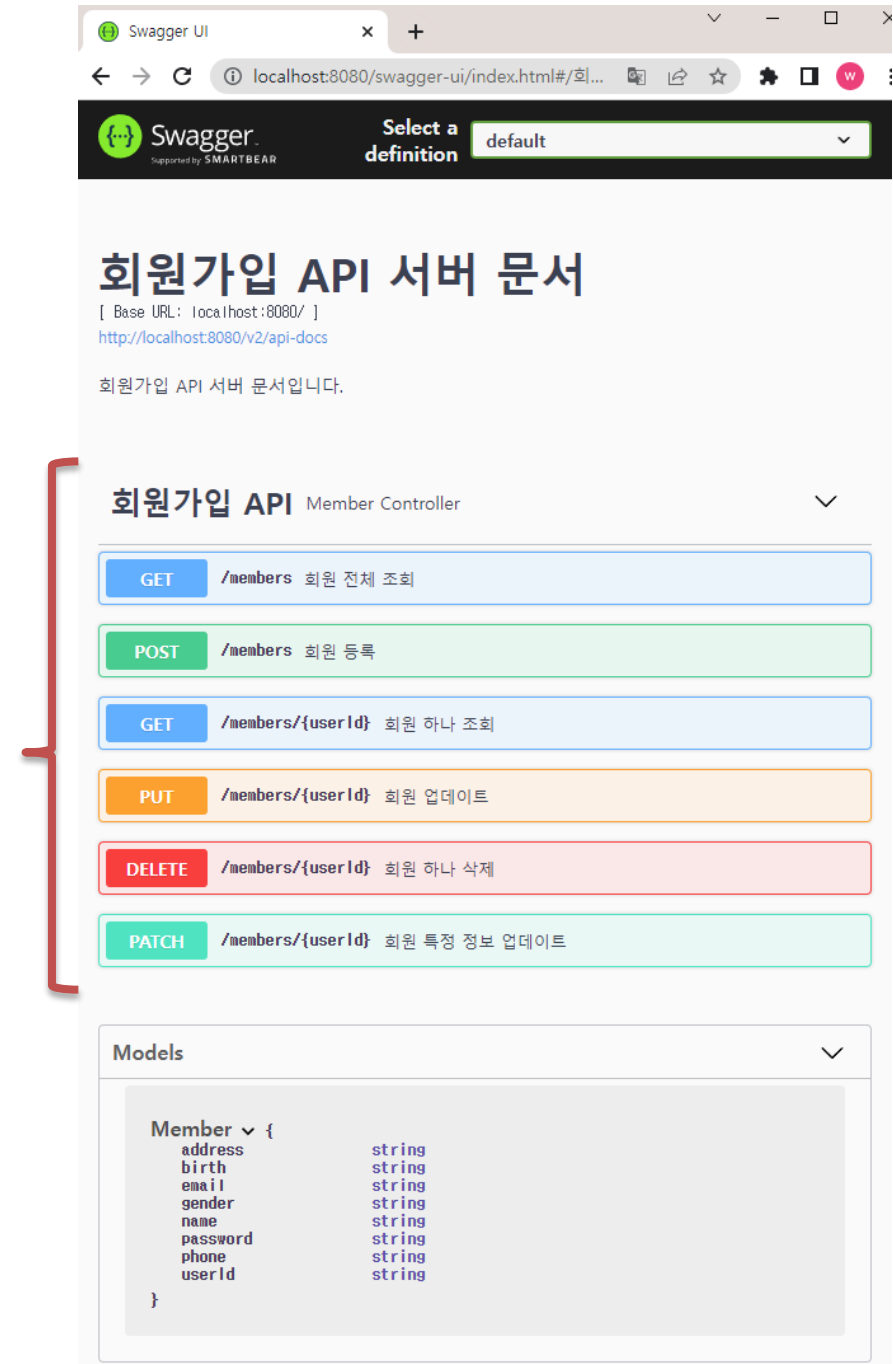 Swagger UI
localhost:8080/swagger-ui/index.html#/회...
W
{···} Swagger.
Supported by SMARTBEAR
Select a
definition
default
회원가입 API 서버 문서
[ Base URL: localhost:8080/ ]
http://localhost:8080/v2/api-docs
회원가입 API 서버 문서입니다.
회원가입 API Member Controller
GET /members 회원 전체 조회
POST /members 회원 등록
GET /members/{userId} 회원 하나 조회
PUT /members/{userId} 회원 업데이트
DELETE /members/{userId} 회원 하나 삭제
PATCH /members/{userId} 회원 특정 정보 업데이트
Models
Member {
address string
birth string
email string
gender string
name string
password string
phone string
userId string
}